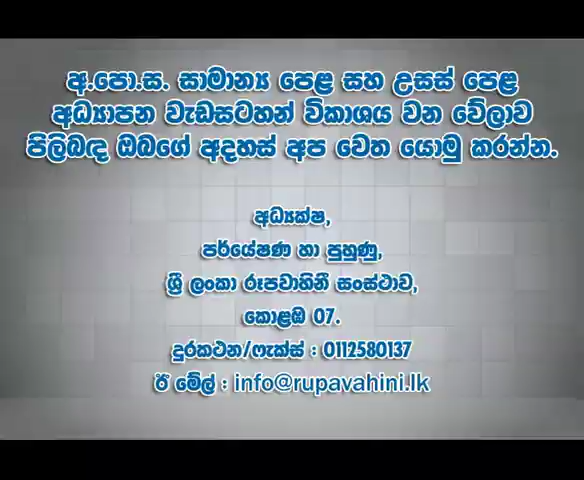 අ.පො.ස. සාමාන්‍ය පෙළ සහ උසස් පෙළ
අධ්‍යාපන වැඩසටහන් විකාශය වන වේලාව
පිලිබඳ ඔබගේ අදහස් අප වෙත යොමු කරන්න.
අධ්‍යක්ෂ,
පර්යේෂණ හා පුහුණු,
ශ්‍රී ලංකා රූපවාහිනී සංස්ථාව,
කොළඹ 07.
දුරකථන/ෆැක්ස් : 0112580137
ඊ මේල් : info@rupavahini.lk